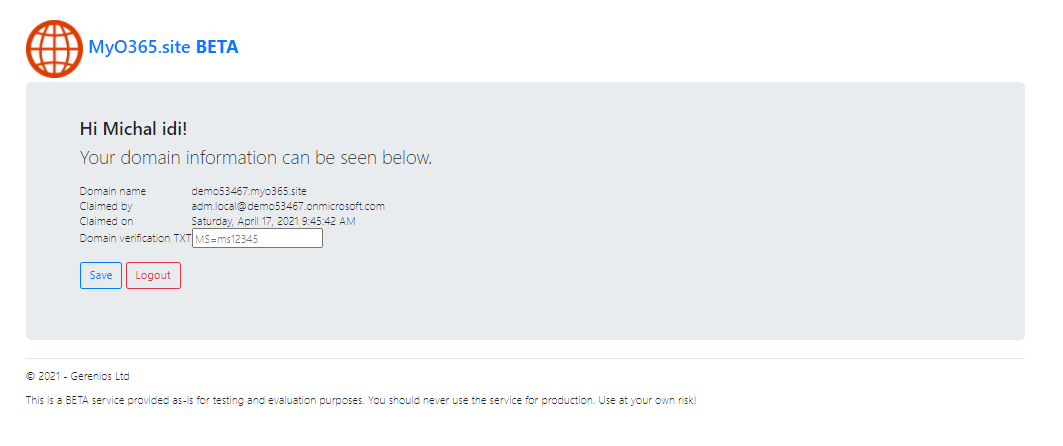 MyO365.site BETA
Hi Michal idi!
Your domain information can be seen below.
Domain name demo53467.myo365.site
Claimed by adm.local@demo53467.onmicrosoft.com
Claimed on Saturday, April 17, 2021 9:45:42 AM
Domain verification TXT MS=ms12345
Save Logout
© 2021 - Gerenios Ltd
This is a BETA service provided as-is for testing and evaluation purposes. You should never use the service for production. Use at your own risk!